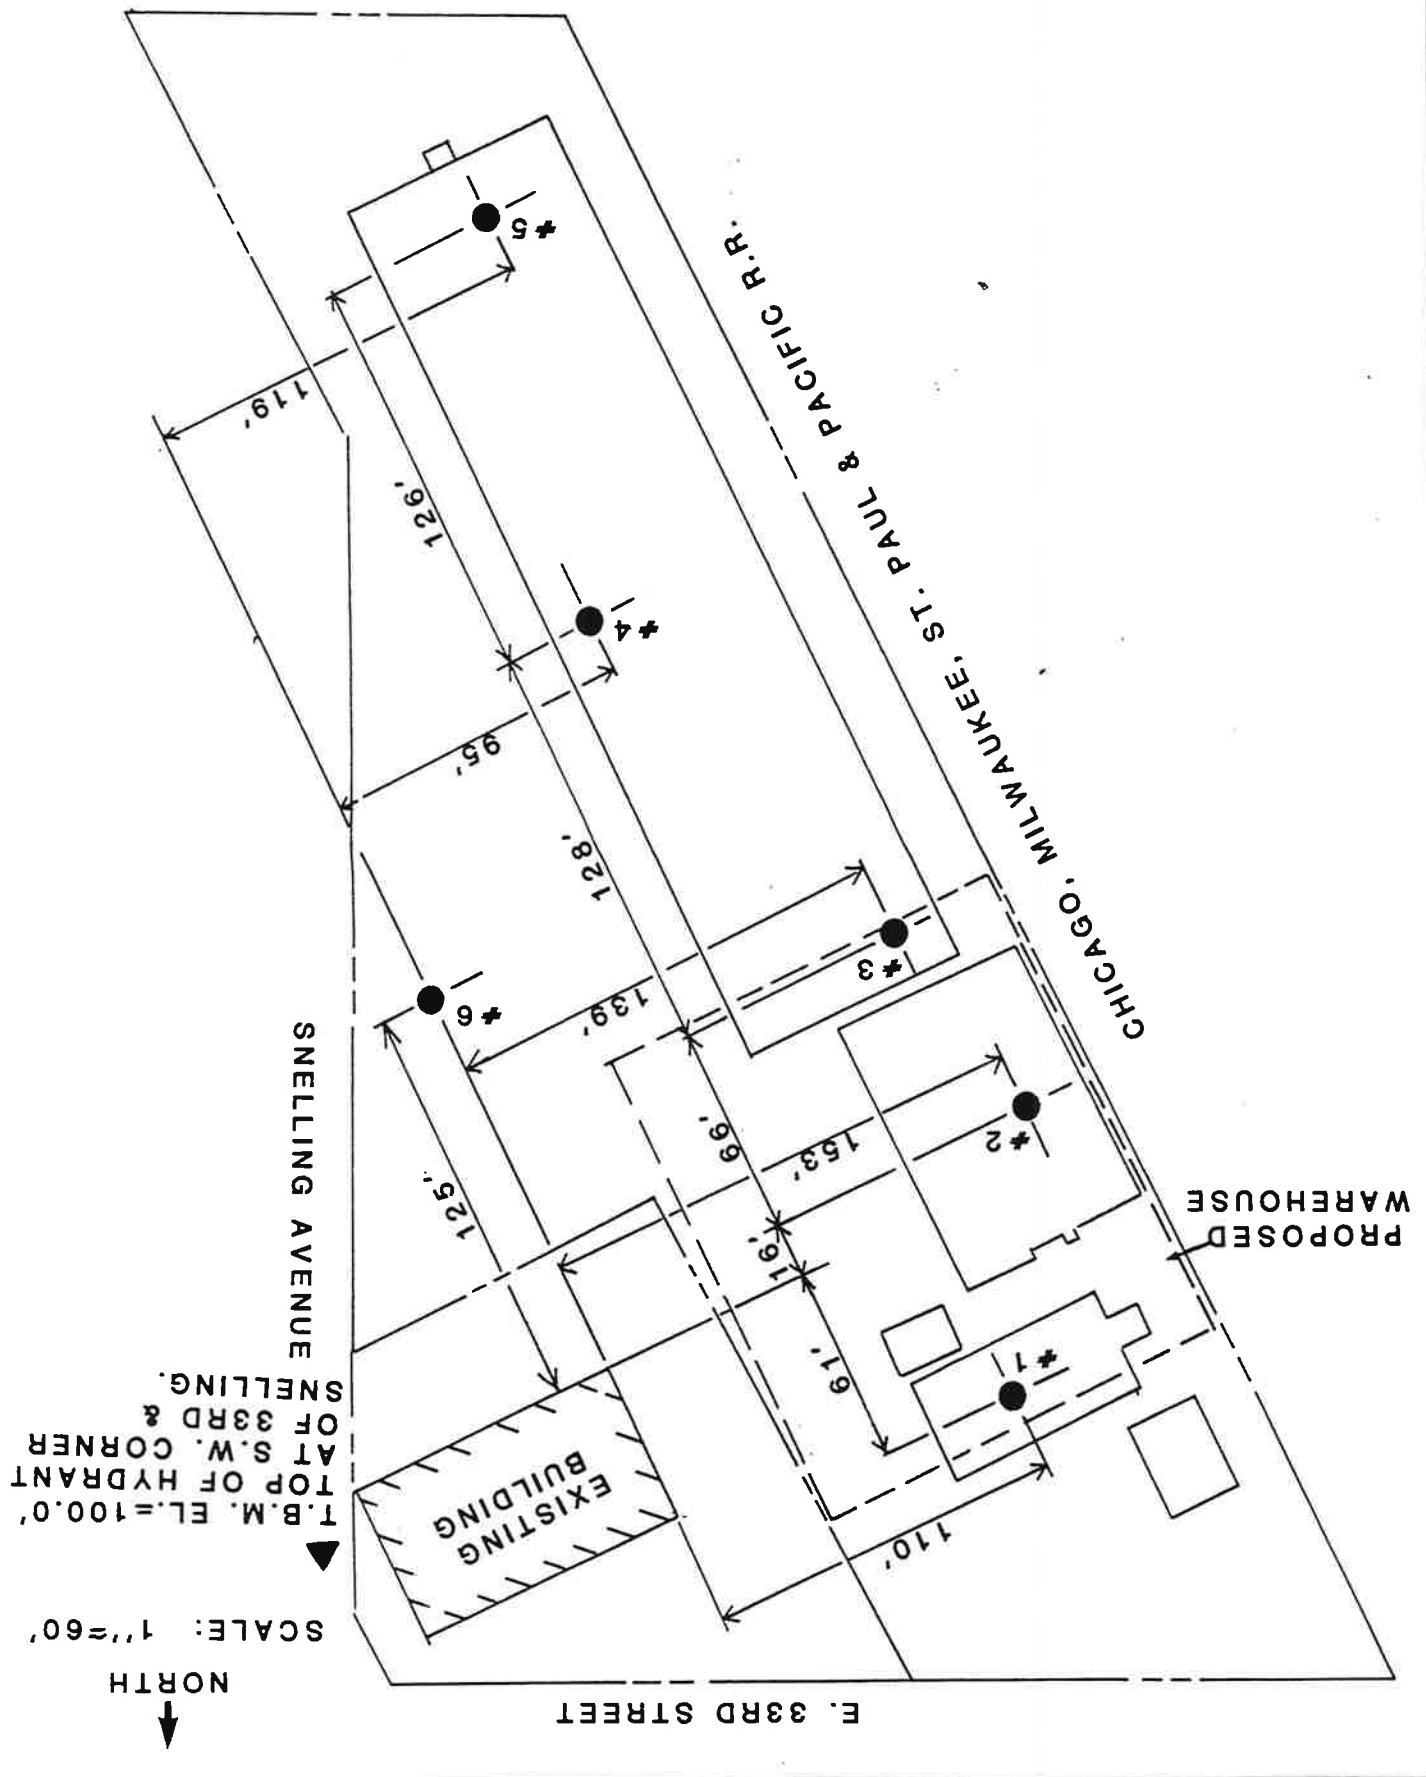 E. 33RD STREET
NORTH
SCALE: 1"≈60'
T.B.M. EL.=100.0'
TOP OF HYDRANT
AT S.W. CORNER
OF 33RD &
SNELLING.
EXISTING
BUILDING
110'
#1
61'
16'
PROPOSED
WAREHOUSE
SNELLING AVENUE
125'
153'
66'
#2
#6
139'
#3
CHICAGO, MILWAUKEE, ST. PAUL & PACIFIC R.R.
128'
95'
#4
126'
119'
#5